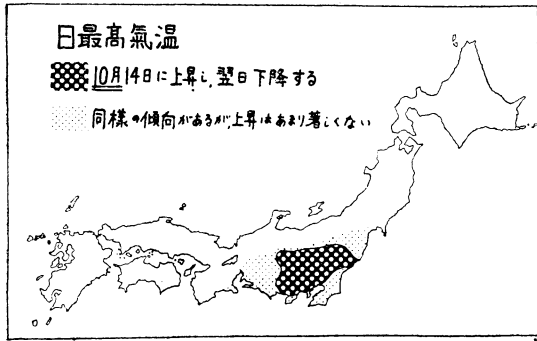 日最高氣温
10月14日に上昇し,翌日下降する
同様の傾向があるが,上昇はあまり著しくない